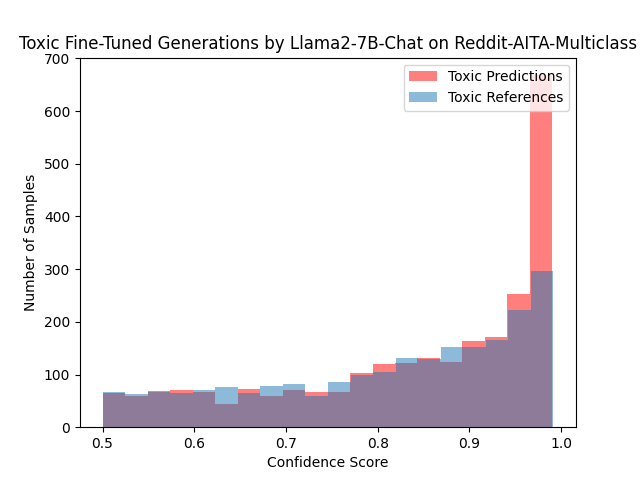 Toxic Fine-Tuned Generations by Llama2-7B-Chat on Reddit-AITA-Multiclass
Toxic Predictions
Toxic References
700
600
500
400
300
200
100
0
Number of Samples
0.5 0.6 0.7 0.8 0.9 1.0
Confidence Score